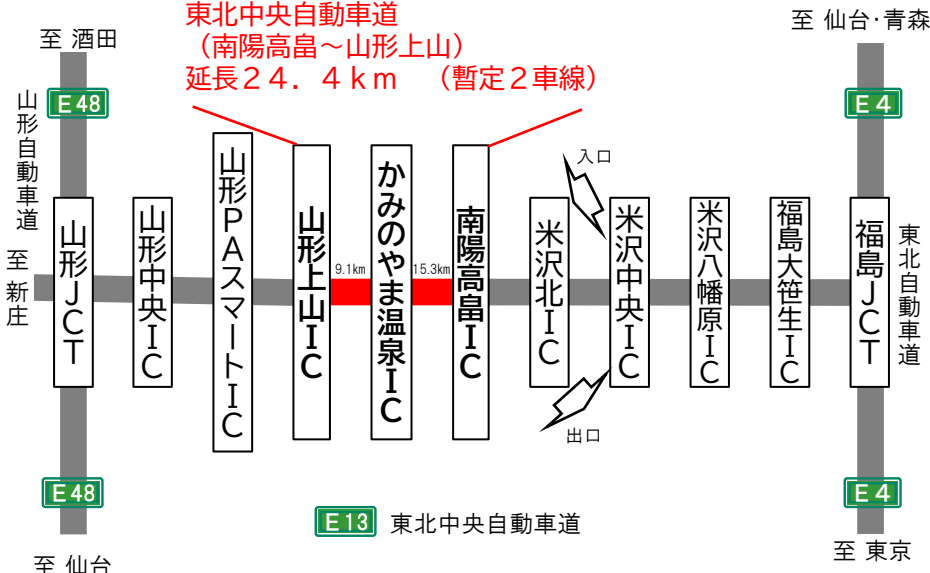 東北中央自動車道
（南陽高畠～山形上山）
延長２４．４ｋｍ　（暫定２車線）
至 酒田
至 仙台・青森
E48
E4
山形自動車道
入口
山形JCT
山形中央IC
山形PAスマートIC
山形上山IC
かみのやま温泉IC
南陽高畠IC
米沢北IC
米沢中央IC
米沢八幡原IC
福島大笹生IC
福島JCT
東北自動車道
至 新庄
9.1km
15.3km
出口
E48
E4
E13 東北中央自動車道
至 仙台
至 東京